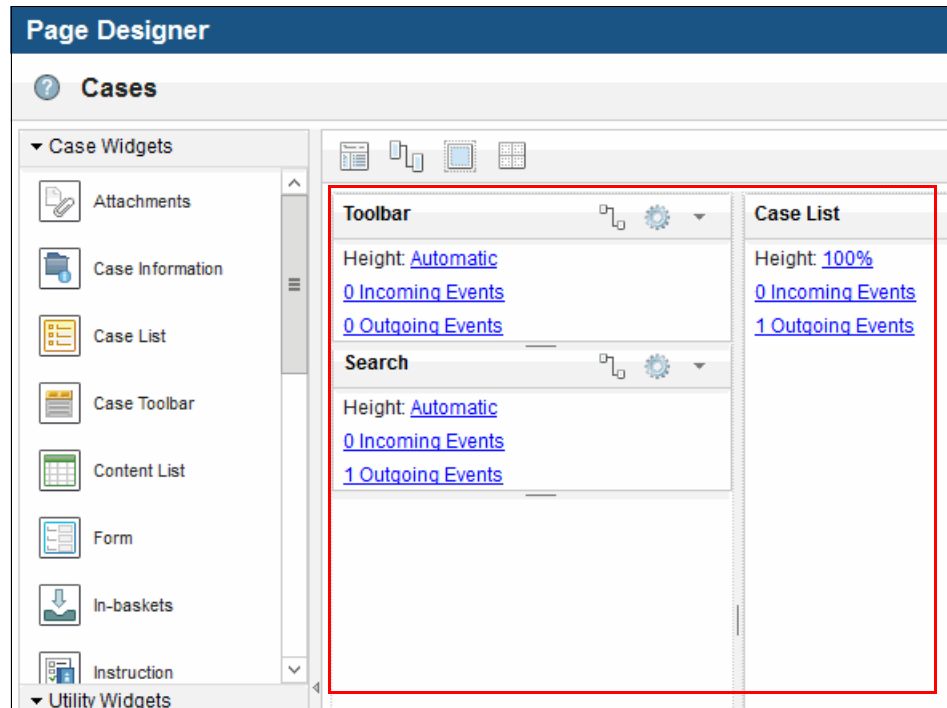 Page Designer
? Cases
Case Widgets
Attachments
Case Information
Case List
Case Toolbar
Content List
Form
In-baskets
Instruction
Utility Widgets
Toolbar
Height: Automatic
0 Incoming Events
0 Outgoing Events
Search
Height: Automatic
0 Incoming Events
1 Outgoing Events
Case List
Height: 100%
0 Incoming Events
1 Outgoing Events